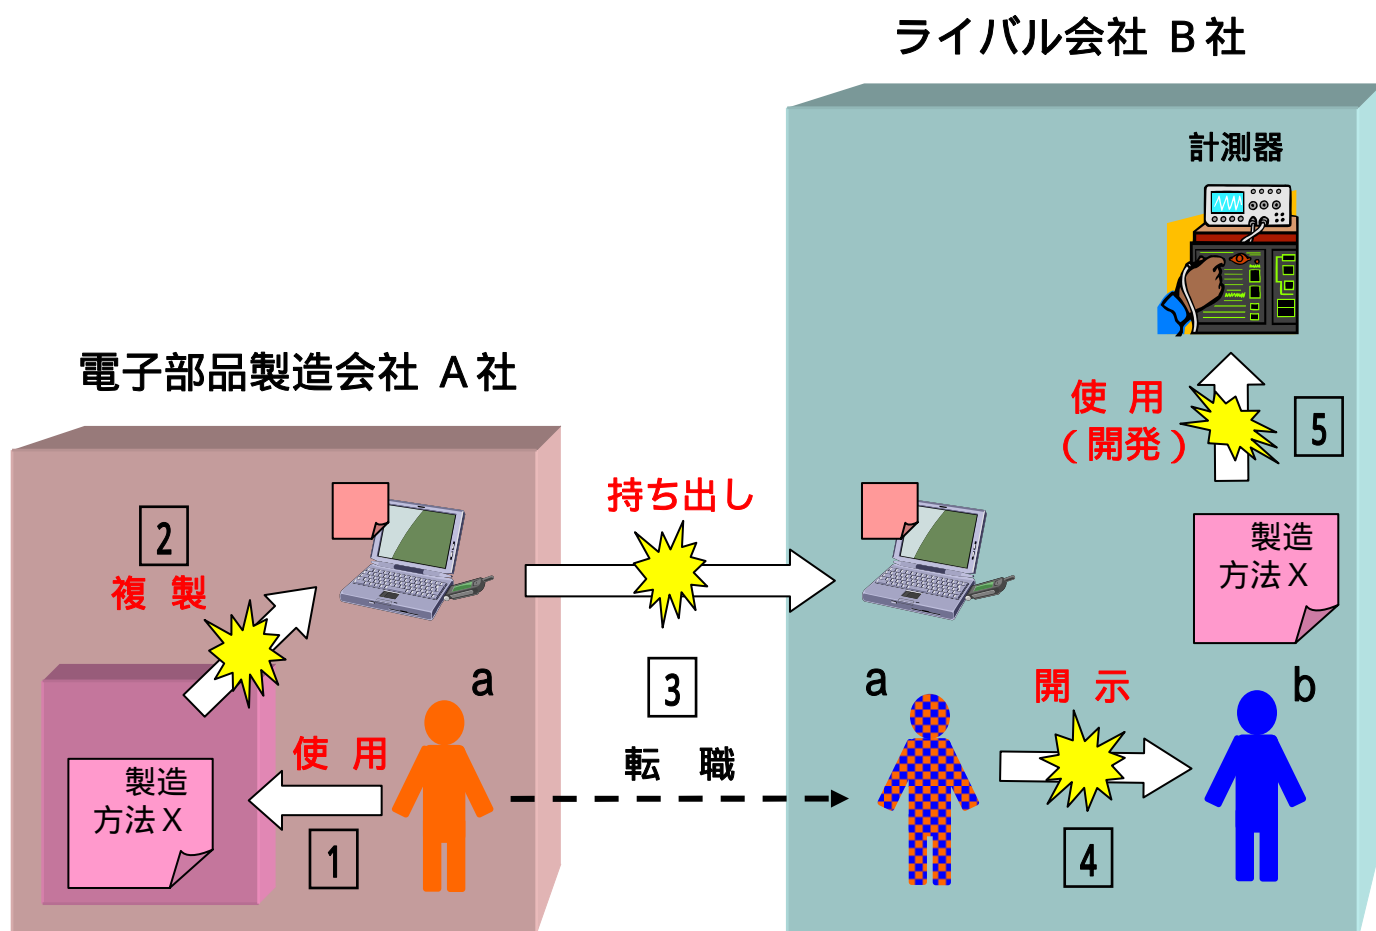 ライバル会社 B社
計測器
電子部品製造会社 A社
使 用
(開発)
5
持ち出し
2
複 製
製造
方法X
3
a
a
開 示
b
転 職
使 用
製造
方法X
1
4